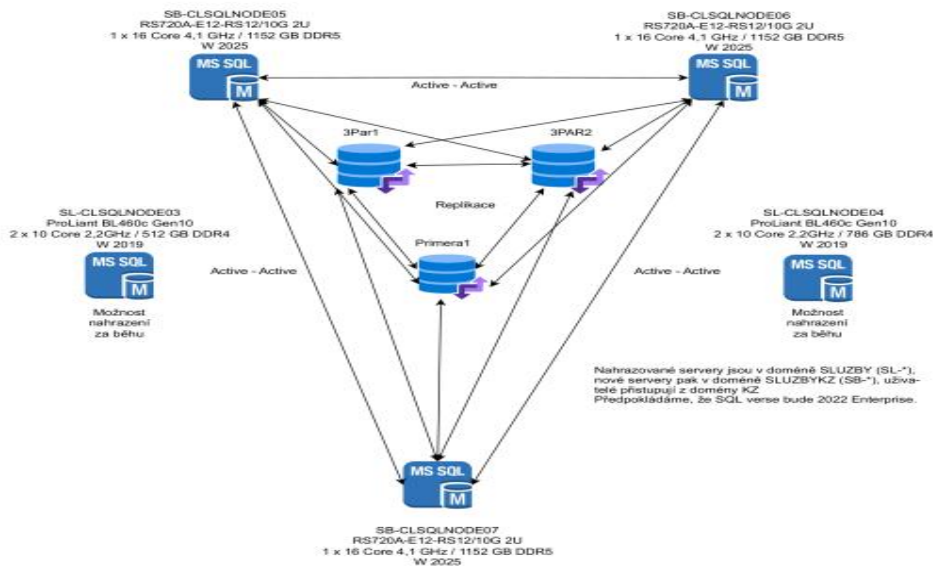 SB-CLSQLNODE05
RS720A-E12-RS12/10G 2U
1 x 16 Core 4,1 GHz / 1152 GB DDR5
W 2025
MS SQL
M
SB-CLSQLNODE06
RS720A-E12-RS12/10G 2U
1 x 16 Core 4,1 GHz / 1152 GB DDR5
W 2025
MS SQL
M
Active - Active
3Par1
3PAR2
Replikace
Primera1
SL-CLSQLNODE03
ProLiant BL460c Gen10
2 x 10 Core 2,2GHz / 512 GB DDR4
W 2019
MS SQL
M
Možnost
nahrazení
za běhu
Active - Active
Active - Active
SL-CLSQLNODE04
ProLiant BL460c Gen10
2 x 10 Core 2,2GHz / 786 GB DDR4
W 2019
MS SQL
M
Možnost
nahrazení
za běhu
Nahrazované servery jsou v doméně SLUZBY (SL-*),
nové servery pak v doméně SLUZBYKZ (SB-*), uživa-
telé přistupují z domény KZ
Předpokládáme, že SQL verse bude 2022 Enterprise.
MS SQL
M
SB-CLSQLNODE07
RS720A-E12-RS12/10G 2U
1 x 16 Core 4,1 GHz / 1152 GB DDR5
W 2025